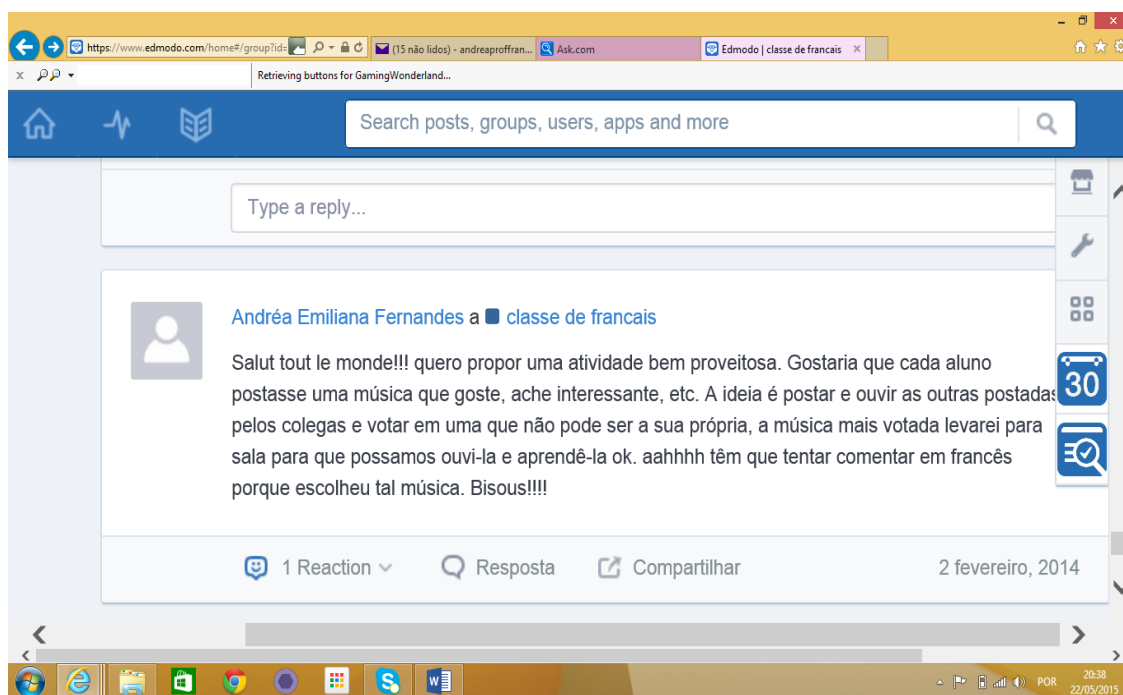 https://www.edmodo.com/home#/group?id= (15 não lidos) - andreaproffran... Ask.com Edmodo | classe de francais
x Retrieving buttons for GamingWonderland...
Search posts, groups, users, apps and more
Type a reply...
Andréa Emiliana Fernandes a classe de francais
Salut tout le monde!!! quero propor uma atividade bem proveitosa. Gostaria que cada aluno
postasse uma música que goste, ache interessante, etc. A ideia é postar e ouvir as outras postadas
pelos colegas e votar em uma que não pode ser a sua própria, a música mais votada levarei para
sala para que possamos ouvi-la e aprendê-la ok. aahhhh têm que tentar comentar em francês
porque escolheu tal música. Bisous!!!!
30
1 Reaction Resposta Compartilhar 2 fevereiro, 2014
POR 20:38
22/05/2015